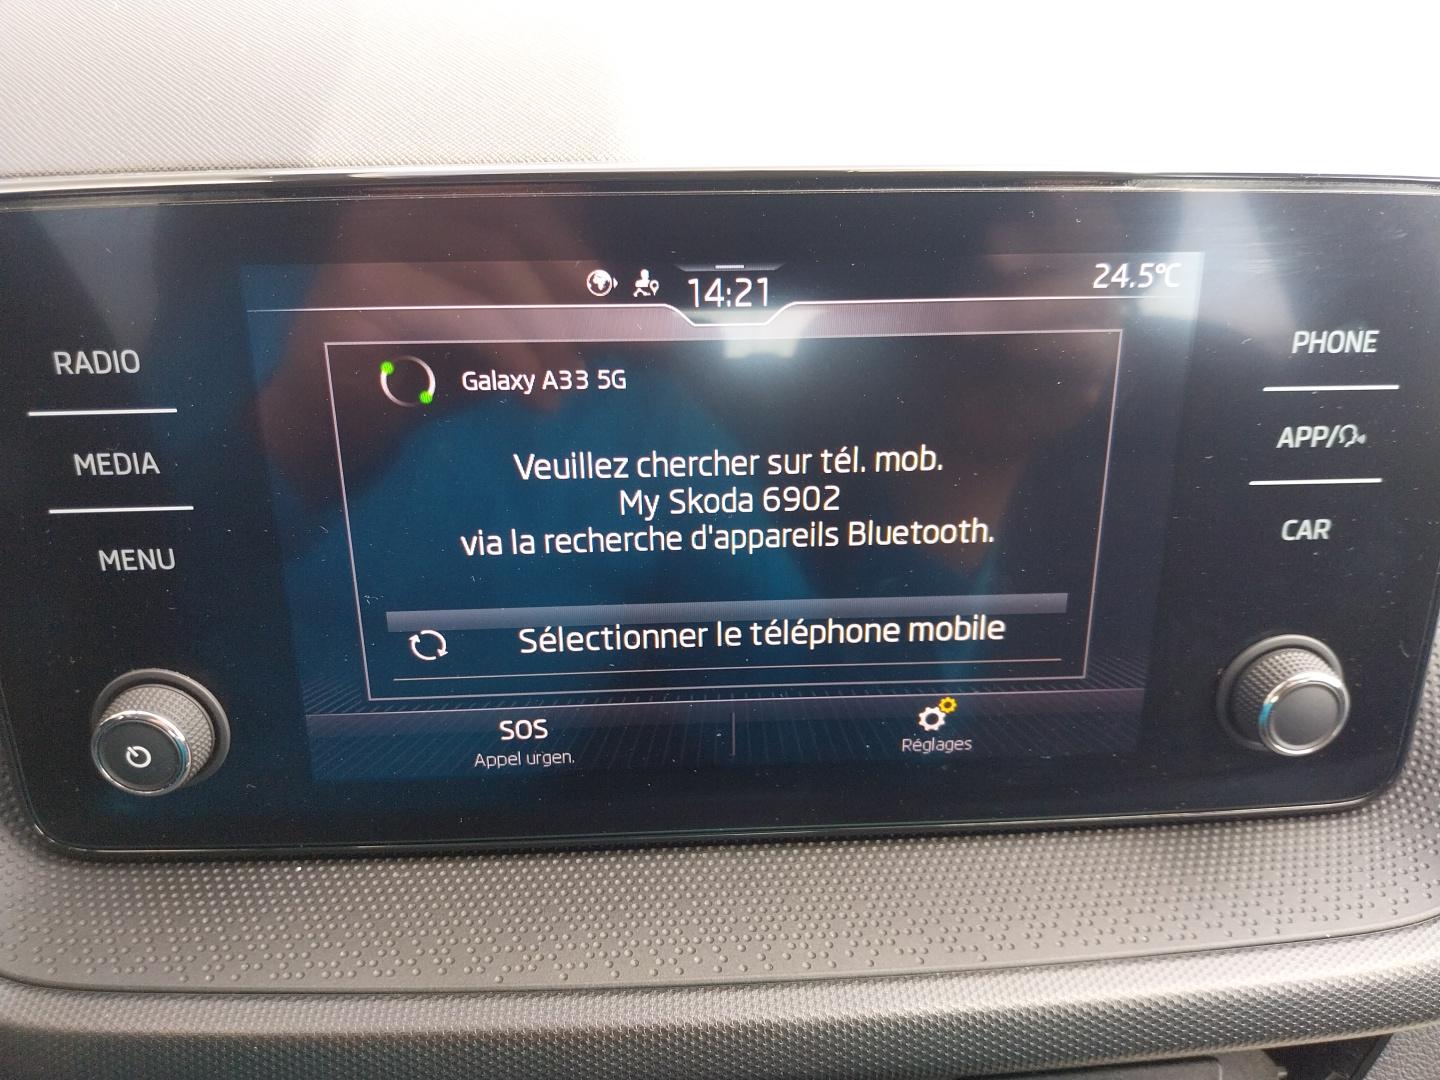 14:21
24.5°C
RADIO
MEDIA
MENU
Galaxy A33 5G
Veuillez chercher sur tél. mob.
My Skoda 6902
via la recherche d'appareils Bluetooth.
Sélectionner le téléphone mobile
SOS
Appel urgen.
Réglages
PHONE
APP/
CAR